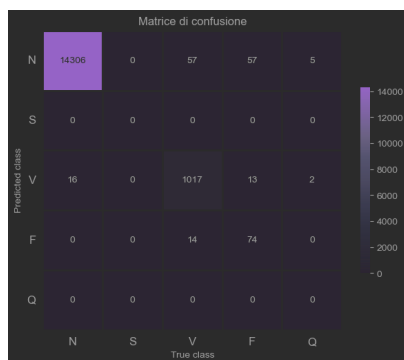 Matrice di confusione
Predicted class
N 14306 0 57 57 5
S 0 0 0 0 0
V 16 0 1017 13 2
F 0 0 14 74 0
Q 0 0 0 0 0
N S V F Q
True class
14000
12000
10000
8000
6000
4000
2000
0